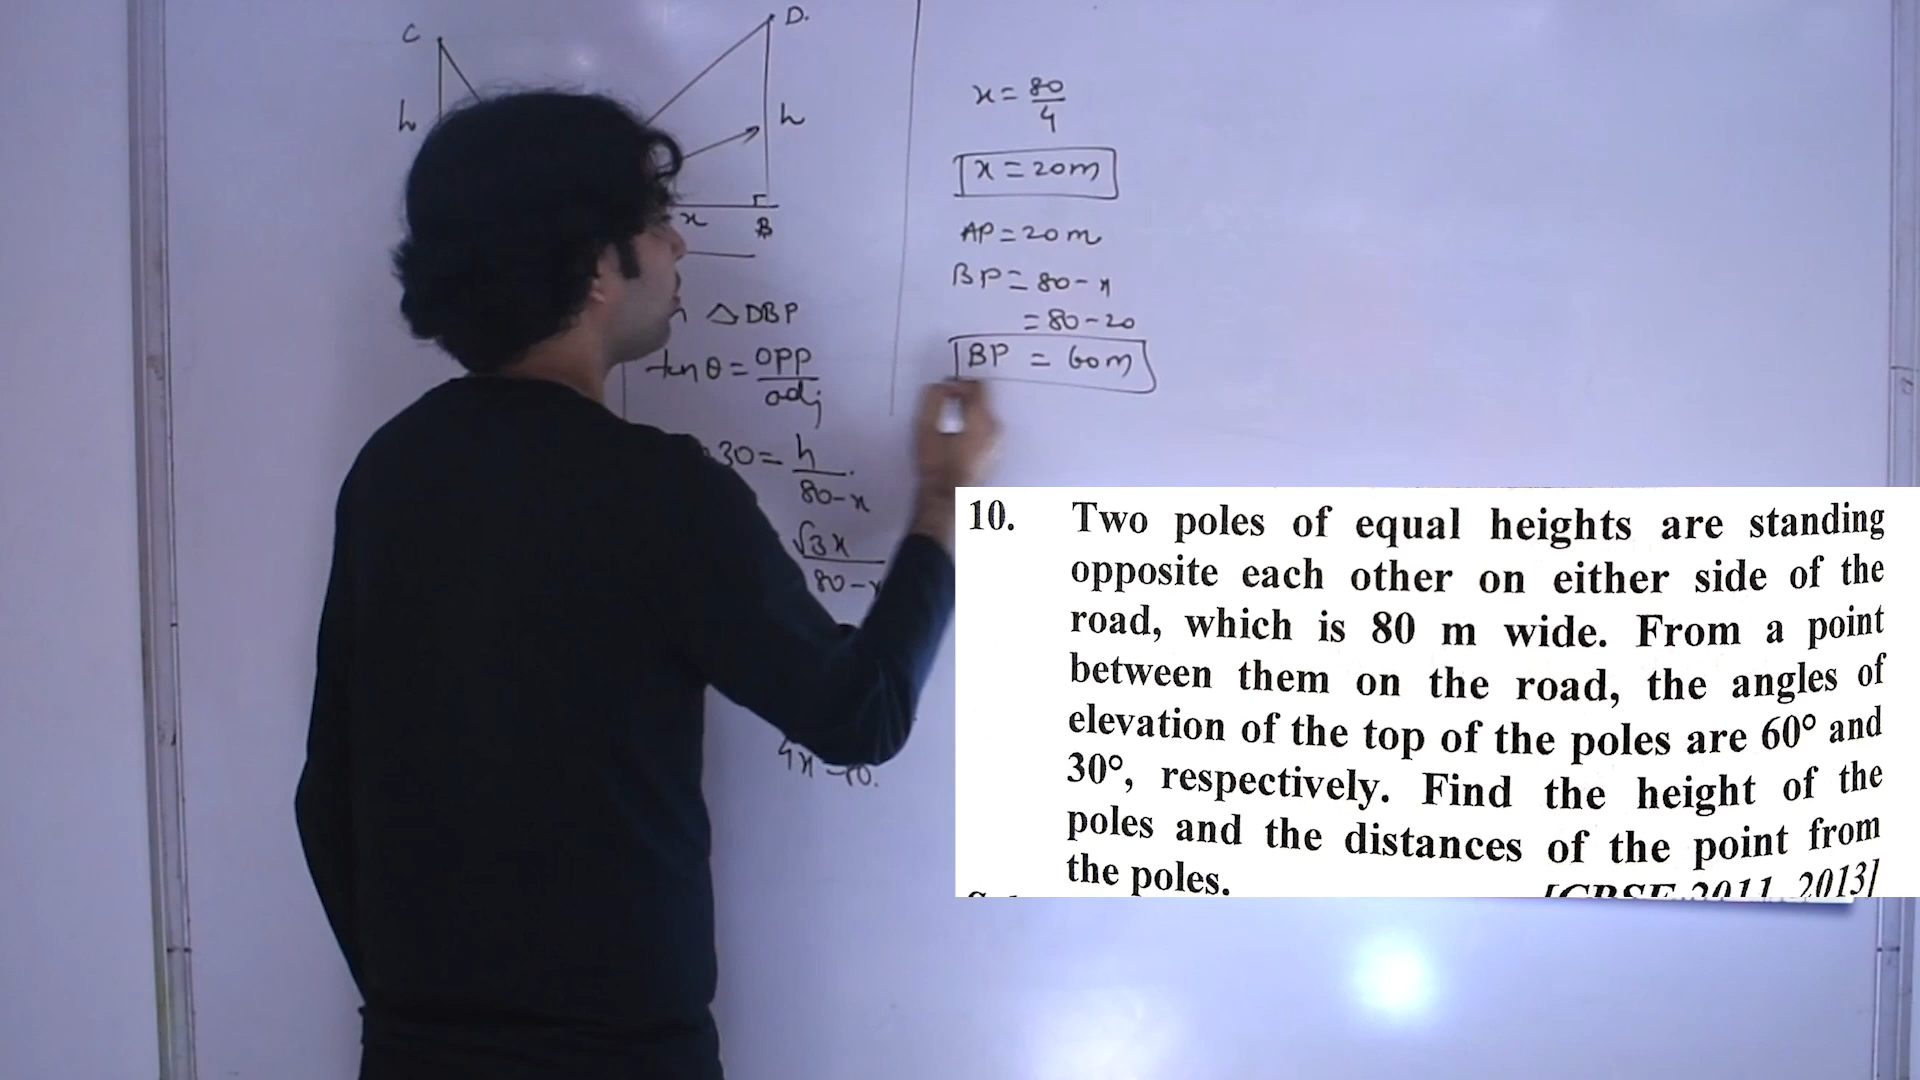 C
D.
h
h
x
B
△DBP
tan θ = opp/adj
30 = h/80-x
√3x/80-x
x = 80/4
x = 20m
AP = 20m
BP = 80-x
= 80-20
BP = 60m
10. Two poles of equal heights are standing
opposite each other on either side of the
road, which is 80 m wide. From a point
between them on the road, the angles of
elevation of the top of the poles are 60° and
30°, respectively. Find the height of the
poles and the distances of the point from
the poles.
[CBSE 2011, 2013]